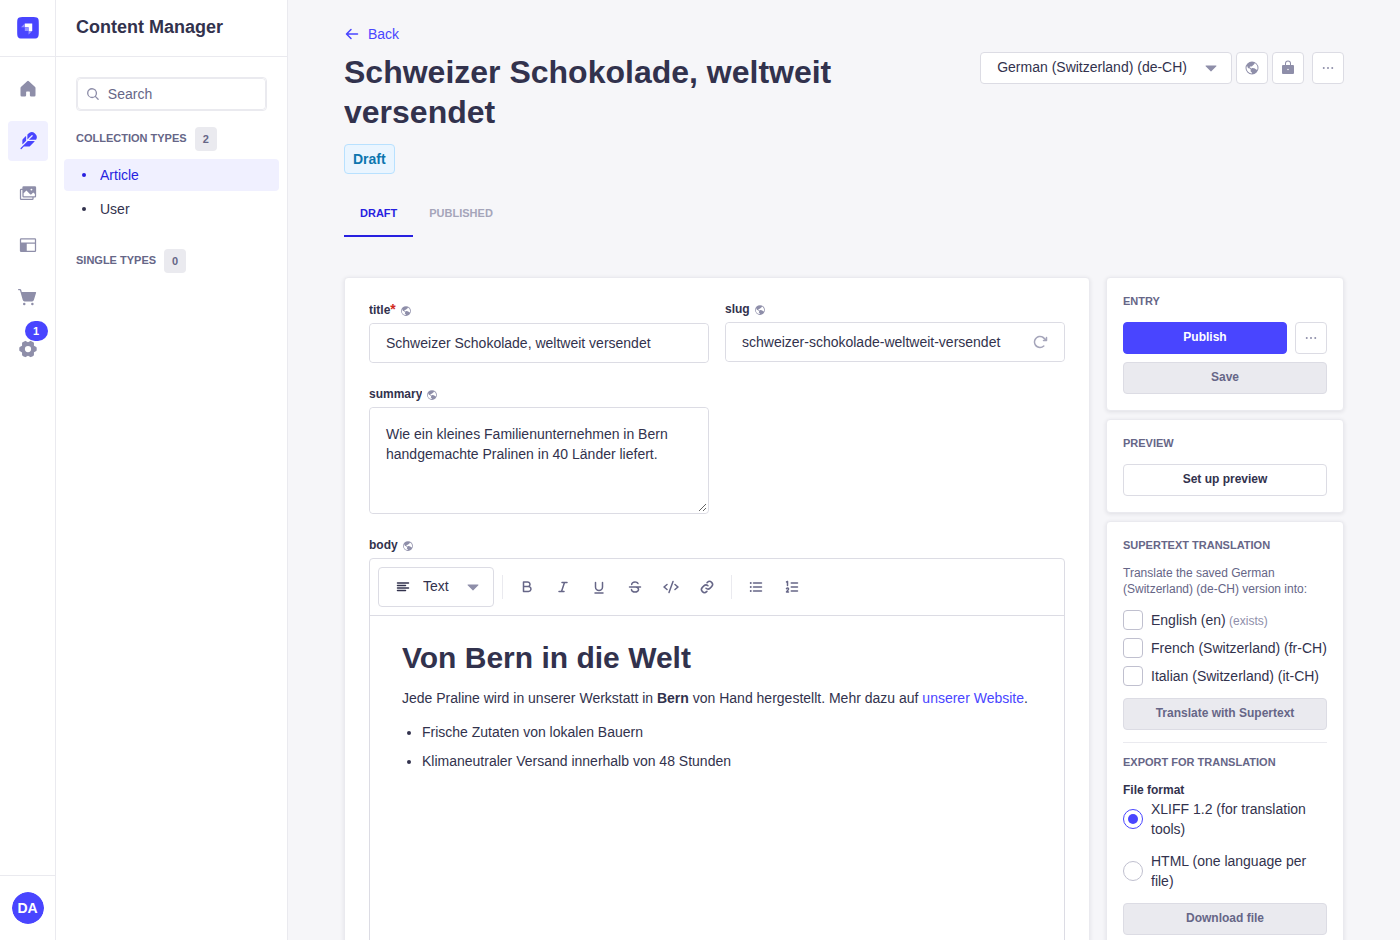 Content Manager
Search
COLLECTION TYPES 2
Article
User
SINGLE TYPES 0
1
DA
Back
Schweizer Schokolade, weltweit
versendet
German (Switzerland) (de-CH)
Draft
DRAFT
PUBLISHED
title*
Schweizer Schokolade, weltweit versendet
slug
schweizer-schokolade-weltweit-versendet
summary
Wie ein kleines Familienunternehmen in Bern
handgemachte Pralinen in 40 Länder liefert.
body
Text
Von Bern in die Welt
Jede Praline wird in unserer Werkstatt in Bern von Hand hergestellt. Mehr dazu auf unserer Website.
Frische Zutaten von lokalen Bauern
Klimaneutraler Versand innerhalb von 48 Stunden
ENTRY
Publish
Save
PREVIEW
Set up preview
SUPERTEXT TRANSLATION
Translate the saved German
(Switzerland) (de-CH) version into:
English (en) (exists)
French (Switzerland) (fr-CH)
Italian (Switzerland) (it-CH)
Translate with Supertext
EXPORT FOR TRANSLATION
File format
XLIFF 1.2 (for translation
tools)
HTML (one language per
file)
Download file